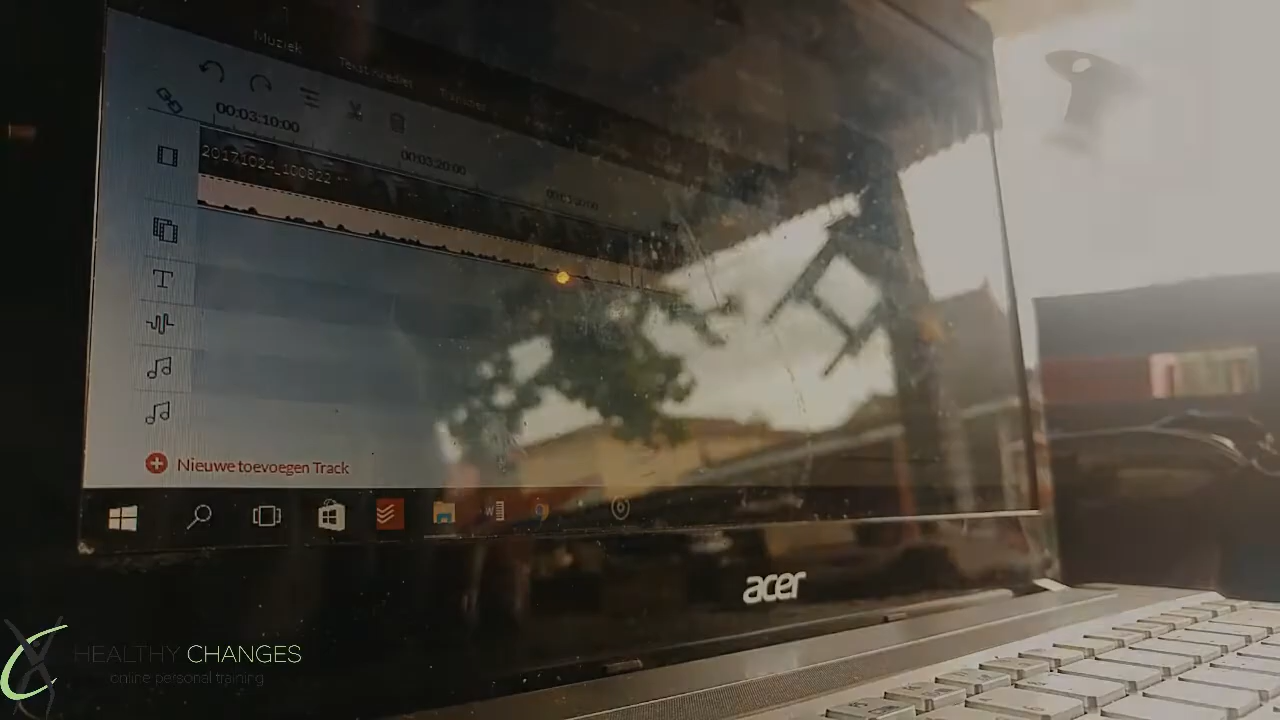 Muziek
00:03:10:00
00:03:20:00
20171024_100822
T
Nieuwe toevoegen Track
W
acer
HEALTHY CHANGES
online personal training